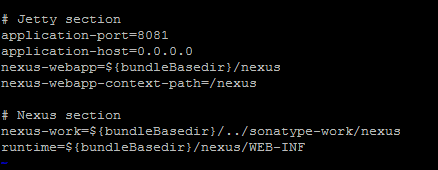 # Jetty section
application-port=8081
application-host=0.0.0.0
nexus-webapp=${bundleBasedir}/nexus
nexus-webapp-context-path=/nexus
# Nexus section
nexus-work=${bundleBasedir}/../sonatype-work/nexus
runtime=${bundleBasedir}/nexus/WEB-INF